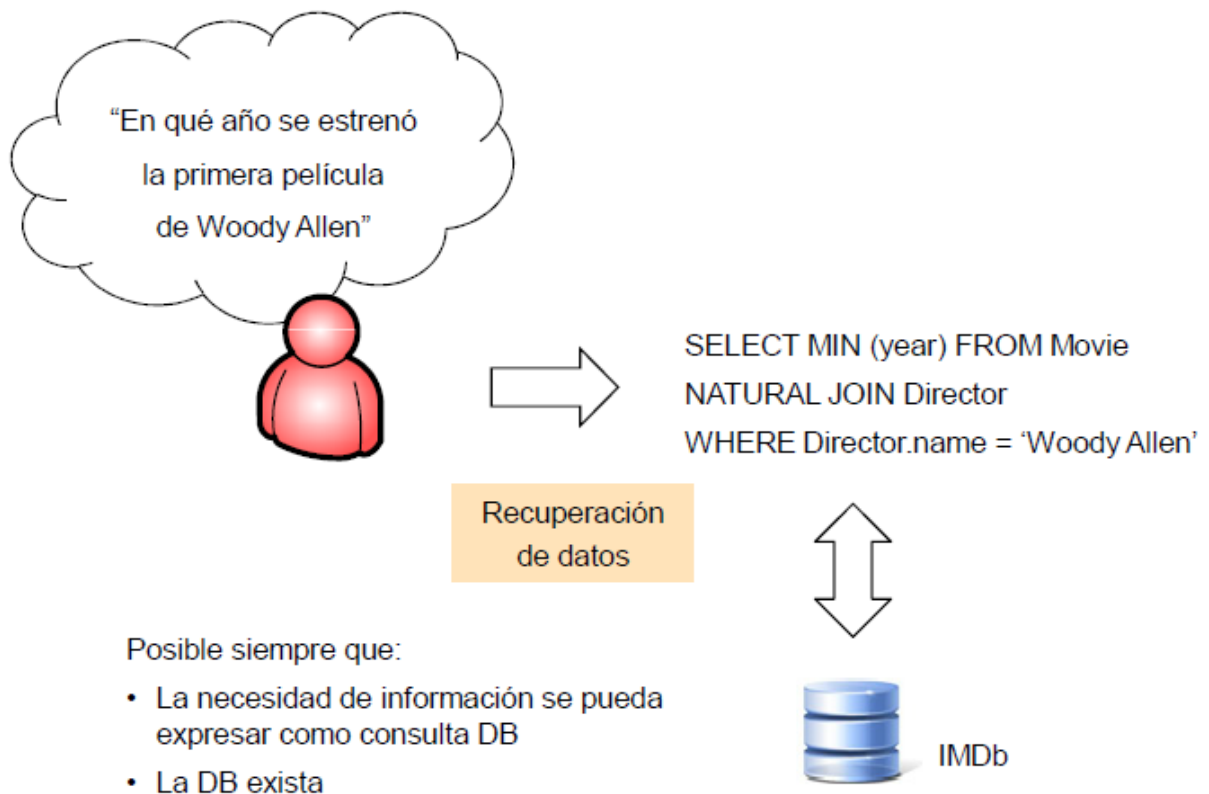 “En qué año se estrenó
la primera película
de Woody Allen”
SELECT MIN (year) FROM Movie
NATURAL JOIN Director
WHERE Director.name = ‘Woody Allen’
Recuperación
de datos
Posible siempre que:
• La necesidad de información se pueda
expresar como consulta DB
• La DB exista
IMDb